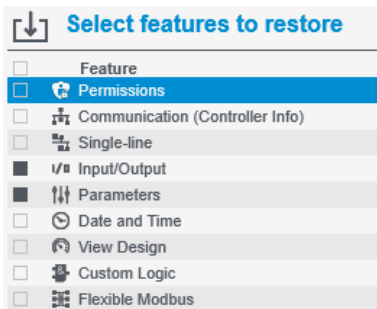 Select features to restore
Feature
Permissions
Communication (Controller Info)
Single-line
Input/Output
Parameters
Date and Time
View Design
Custom Logic
Flexible Modbus